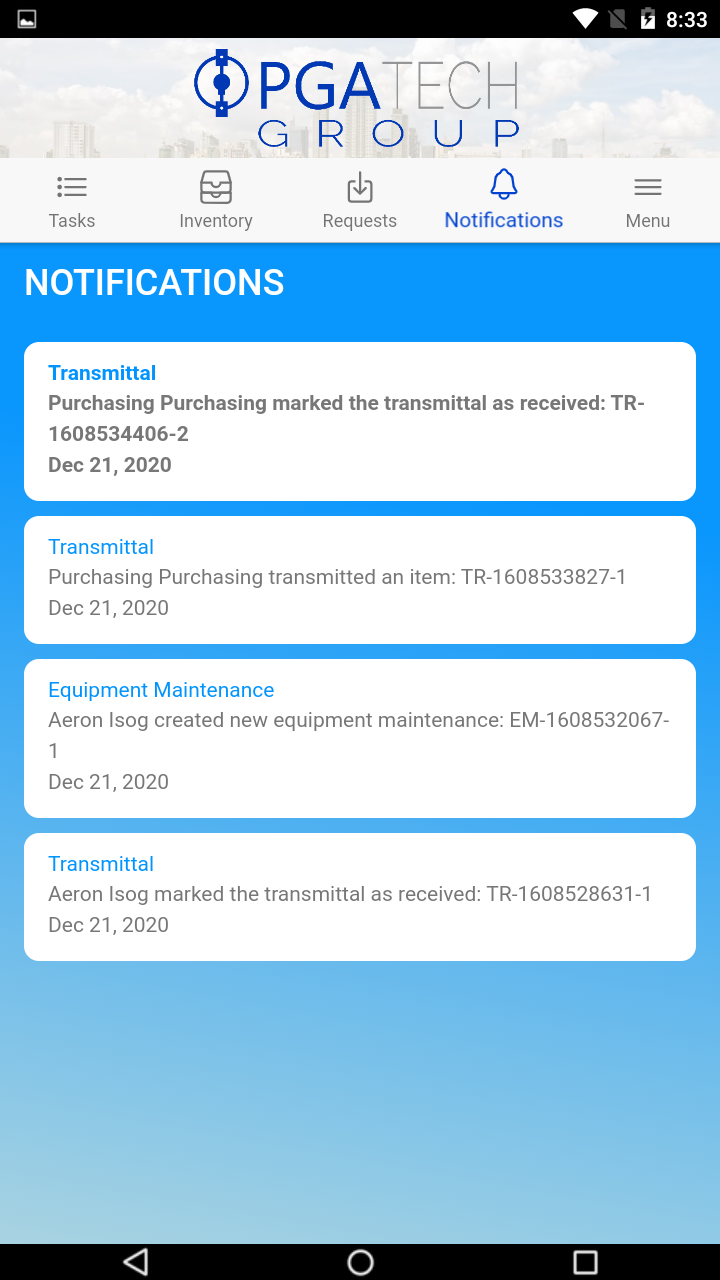 8:33
PGATECH
GROUP
Tasks
Inventory
Requests
Notifications
Menu
NOTIFICATIONS
Transmittal
Purchasing Purchasing marked the transmittal as received: TR-
1608534406-2
Dec 21, 2020
Transmittal
Purchasing Purchasing transmitted an item: TR-1608533827-1
Dec 21, 2020
Equipment Maintenance
Aeron Isog created new equipment maintenance: EM-1608532067-
1
Dec 21, 2020
Transmittal
Aeron Isog marked the transmittal as received: TR-1608528631-1
Dec 21, 2020